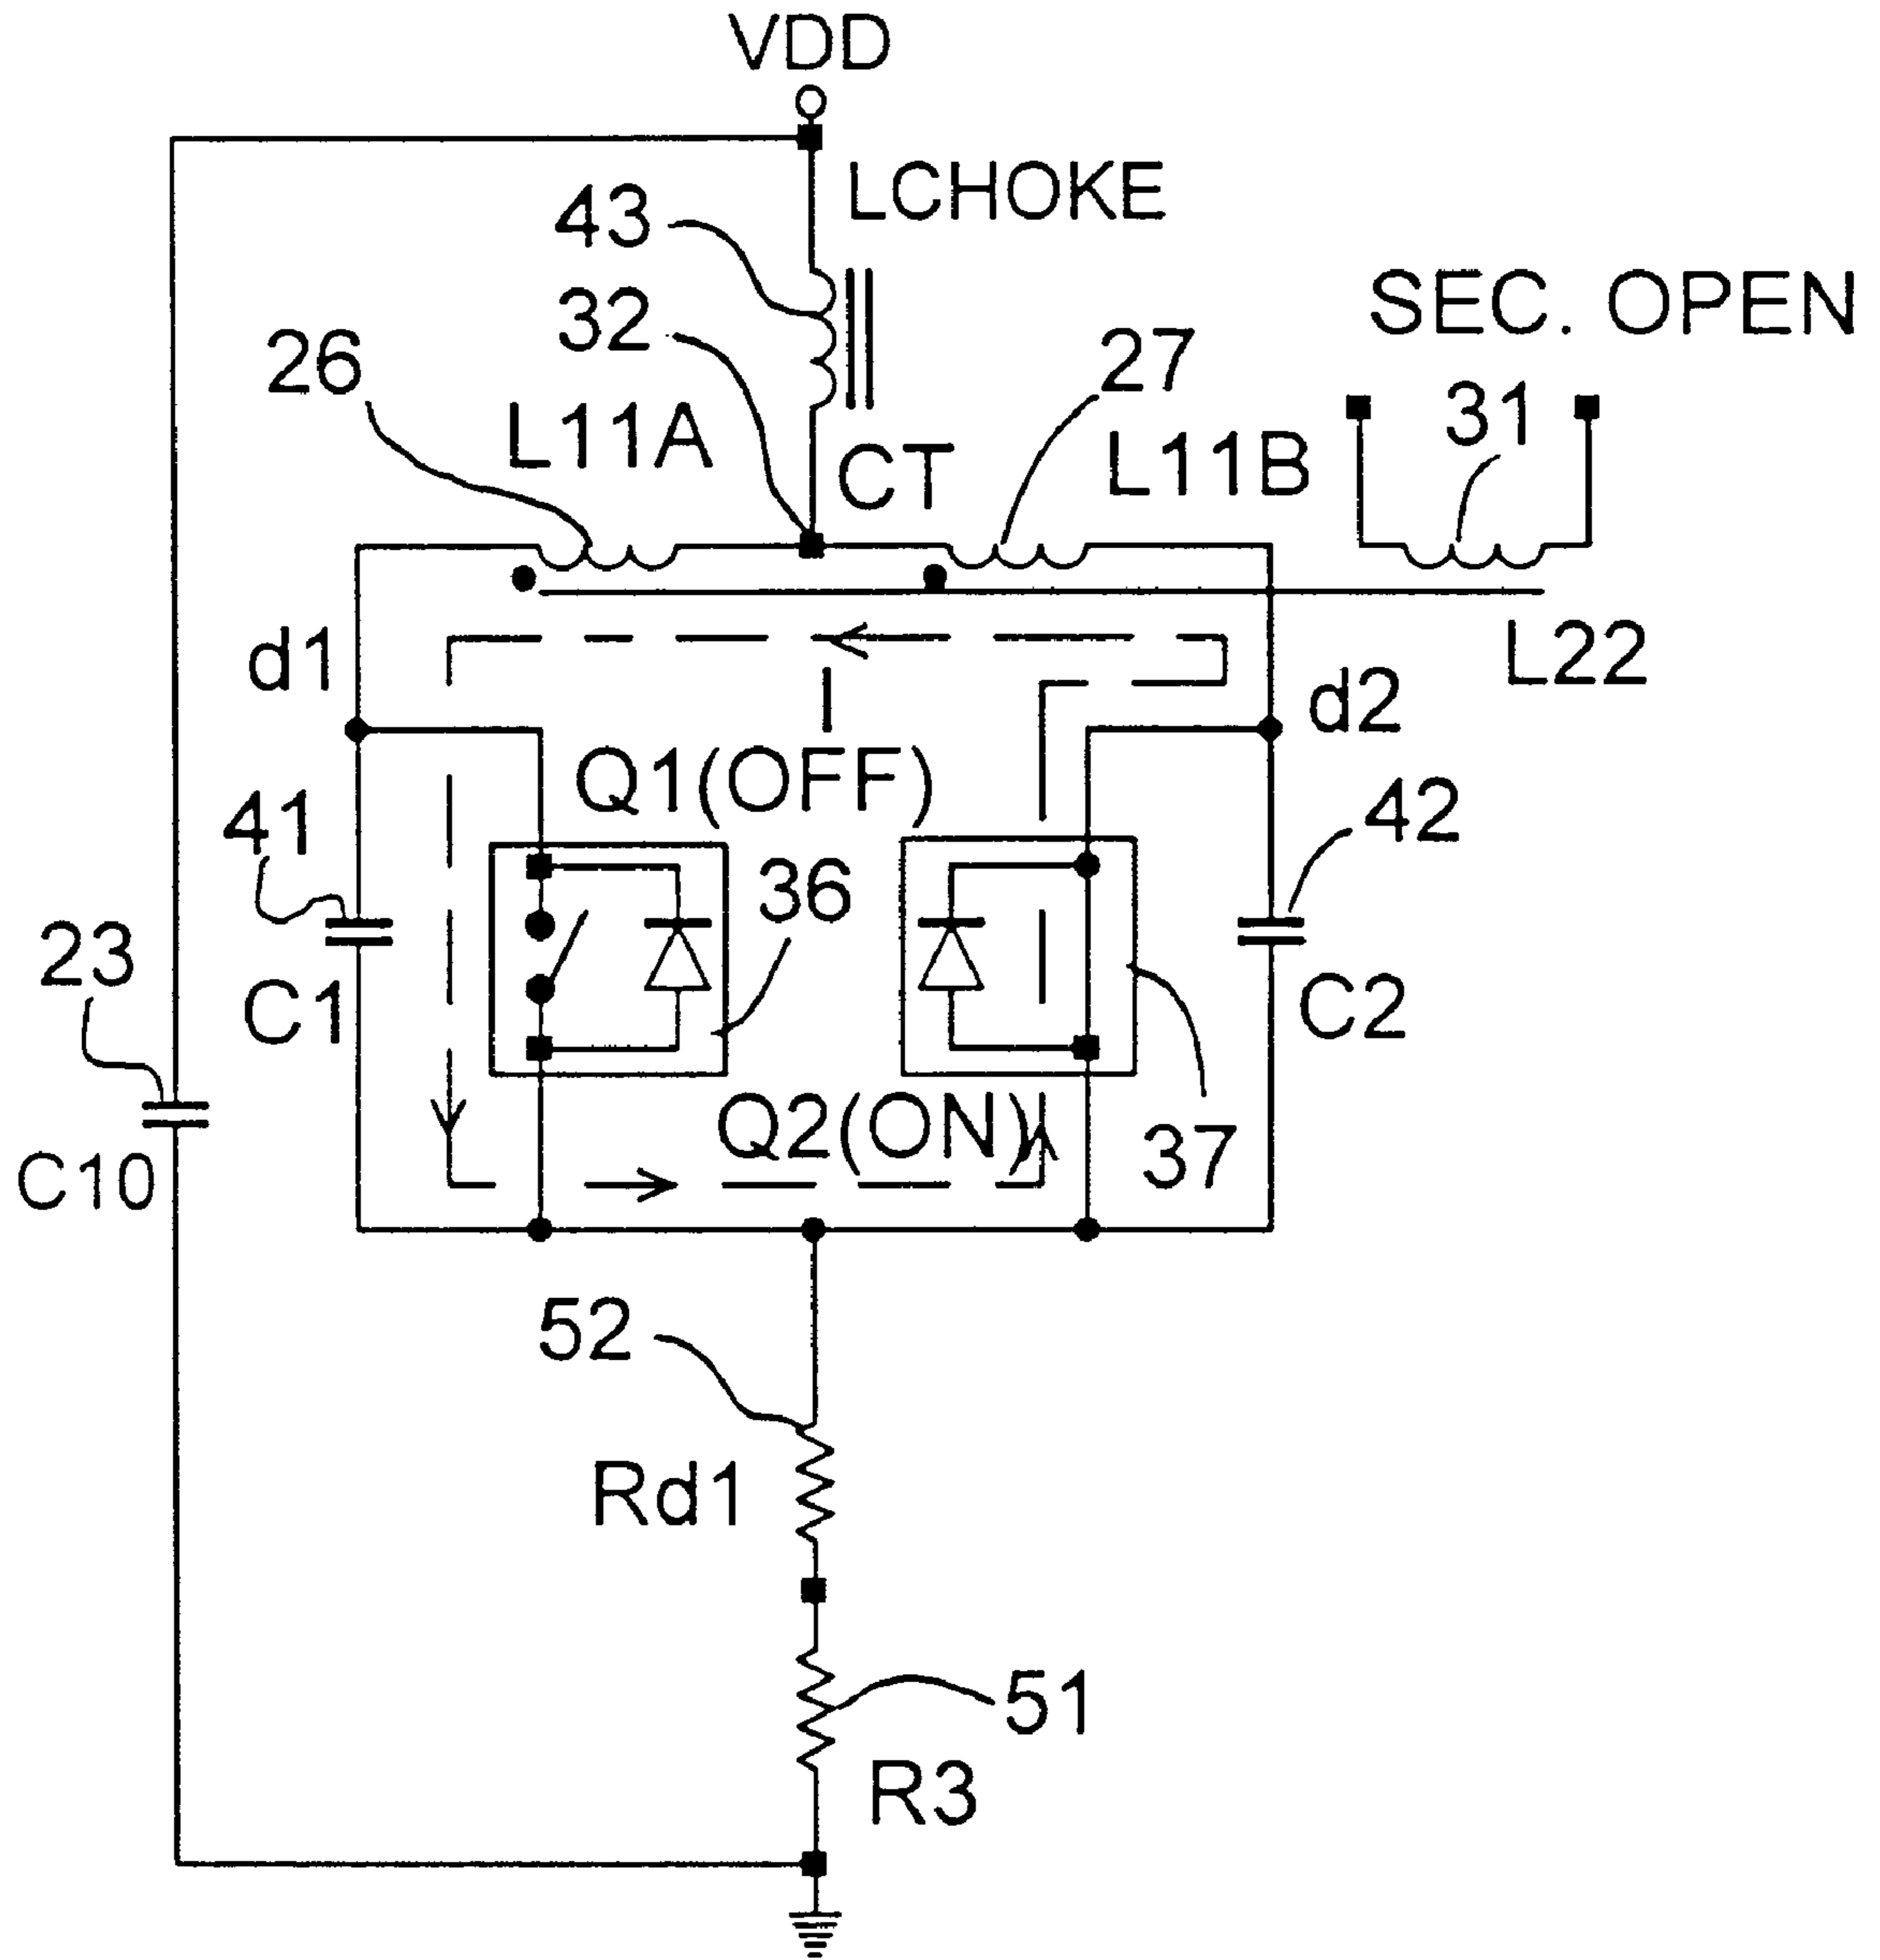 VDD
LCHOKE
43
32
SEC. OPEN
26
27
31
L11A
CT
L11B
d1
L22
d2
I
Q1(OFF)
41
42
36
23
C1
C2
Q2(ON)
37
C10
52
Rd1
51
R3